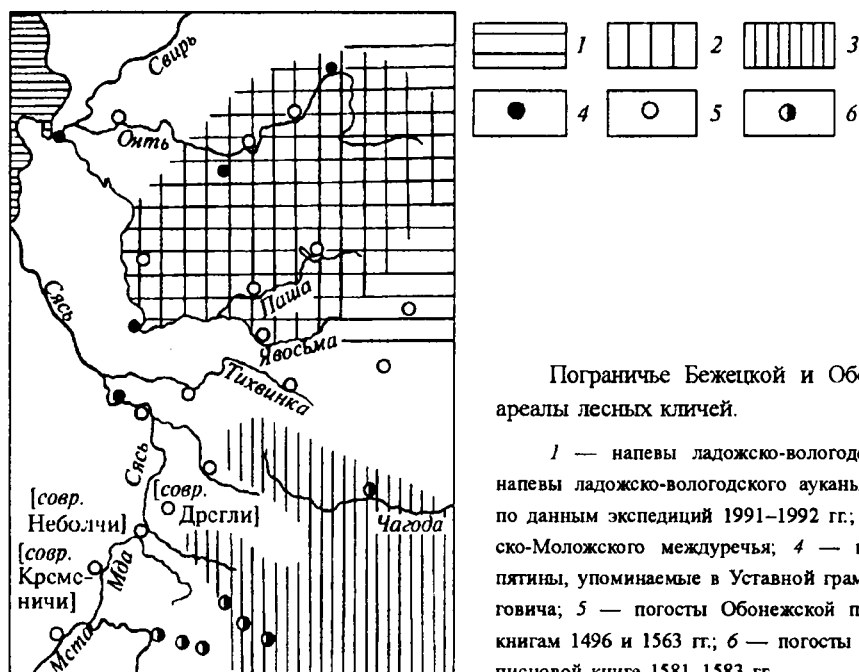 Свирь
Онть
Сясь
Паша
Явосьма
Тихвинка
Сясь
[совр.
Неболчи]
[совр.
Дрегли]
Чагода
[совр.
Кремс-
ничи]
Мда
Мста
1
2
3
4
5
6
Пограничье Бежецкой и Обо
ареалы лесных кличей.
1 — напевы ладожско-вологодс
напевы ладожско-вологодского аукань
по данным экспедиций 1991–1992 гг.;
ско-Моложского междуречья; 4 — п
пятины, упоминаемые в Уставной грам
говича; 5 — погосты Обонежской п
книгам 1496 и 1563 гг.; 6 — погосты
писцовой книге 1581–1583 гг.